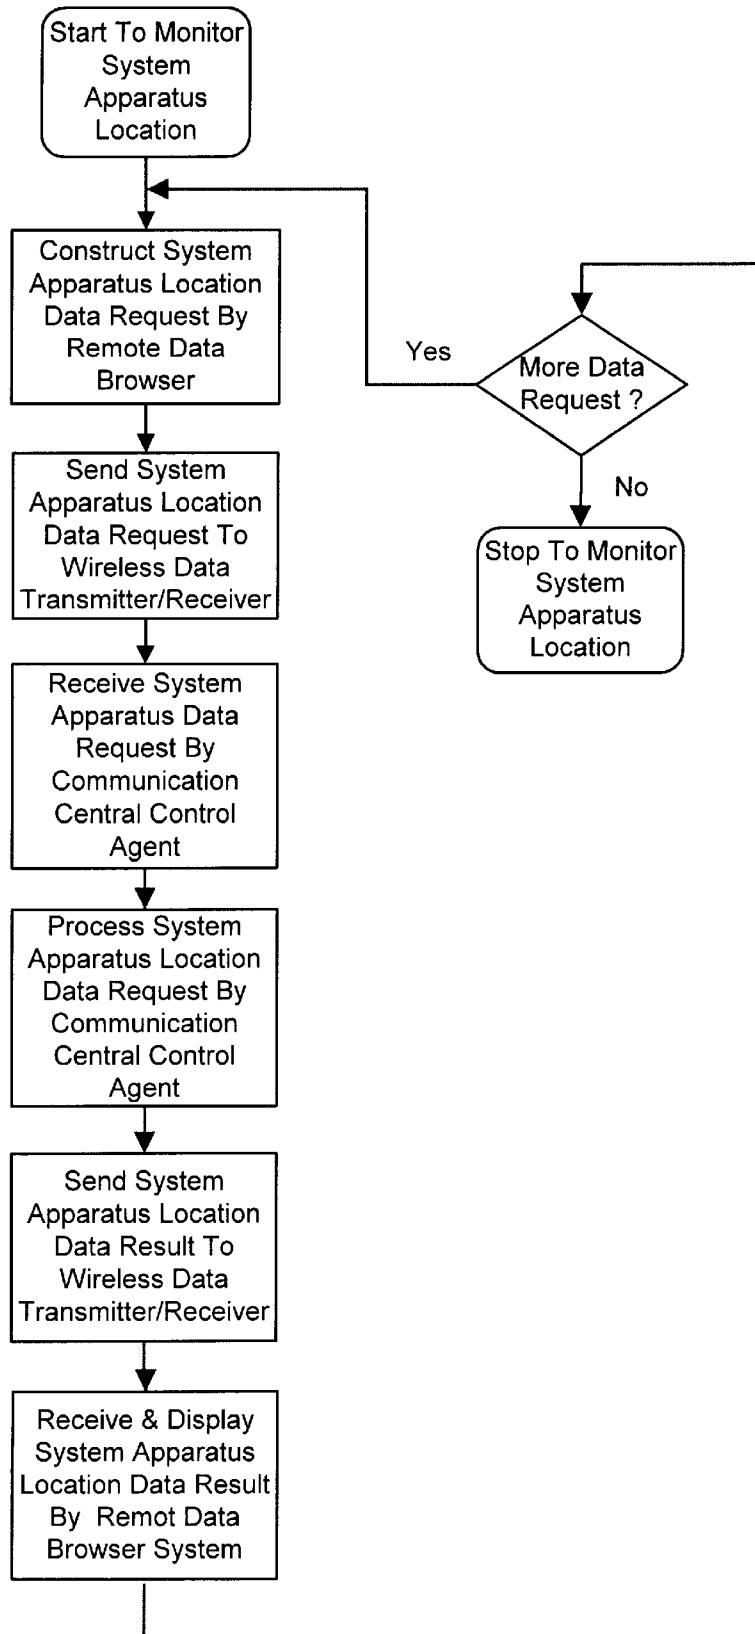 Start To Monitor
System
Apparatus
Location
Construct System
Apparatus Location
Data Request By
Remote Data
Browser
Send System
Apparatus Location
Data Request To
Wireless Data
Transmitter/Receiver
Receive System
Apparatus Data
Request By
Communication
Central Control
Agent
Process System
Apparatus Location
Data Request By
Communication
Central Control
Agent
Send System
Apparatus Location
Data Result To
Wireless Data
Transmitter/Receiver
Receive & Display
System Apparatus
Location Data Result
By Remot Data
Browser System
More Data
Request ?
Yes
No
Stop To Monitor
System
Apparatus
Location